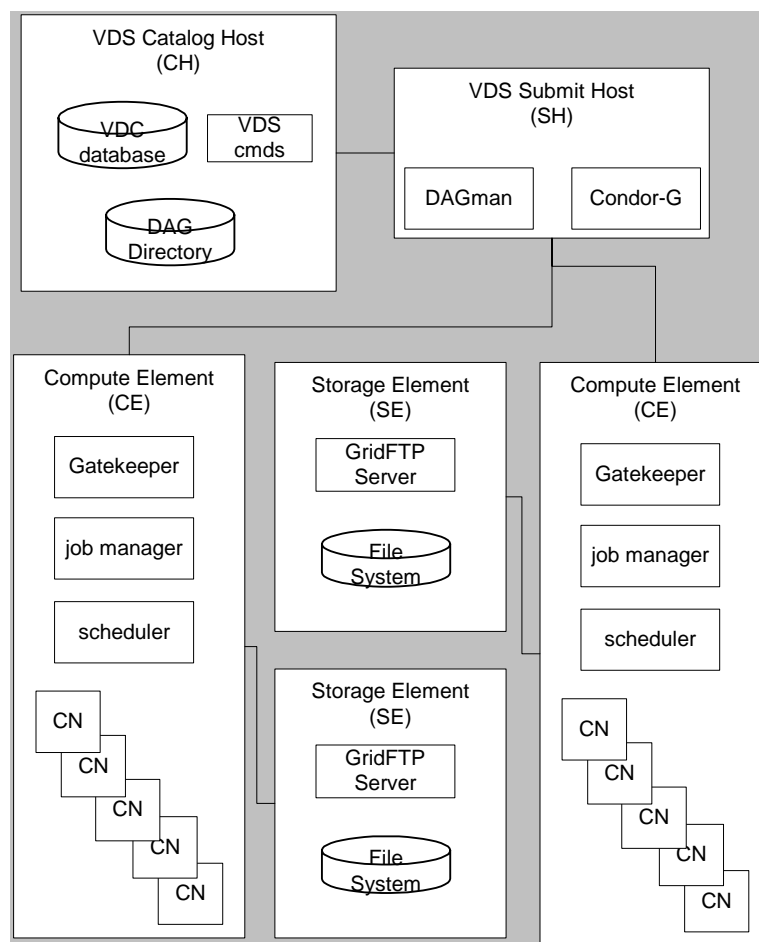 VDS Catalog Host
(CH)
VDC
database
VDS
cmds
DAG
Directory
VDS Submit Host
(SH)
DAGman
Condor-G
Compute Element
(CE)
Gatekeeper
job manager
scheduler
CN
CN
CN
CN
CN
Storage Element
(SE)
GridFTP
Server
File
System
Storage Element
(SE)
GridFTP
Server
File
System
Compute Element
(CE)
Gatekeeper
job manager
scheduler
CN
CN
CN
CN
CN